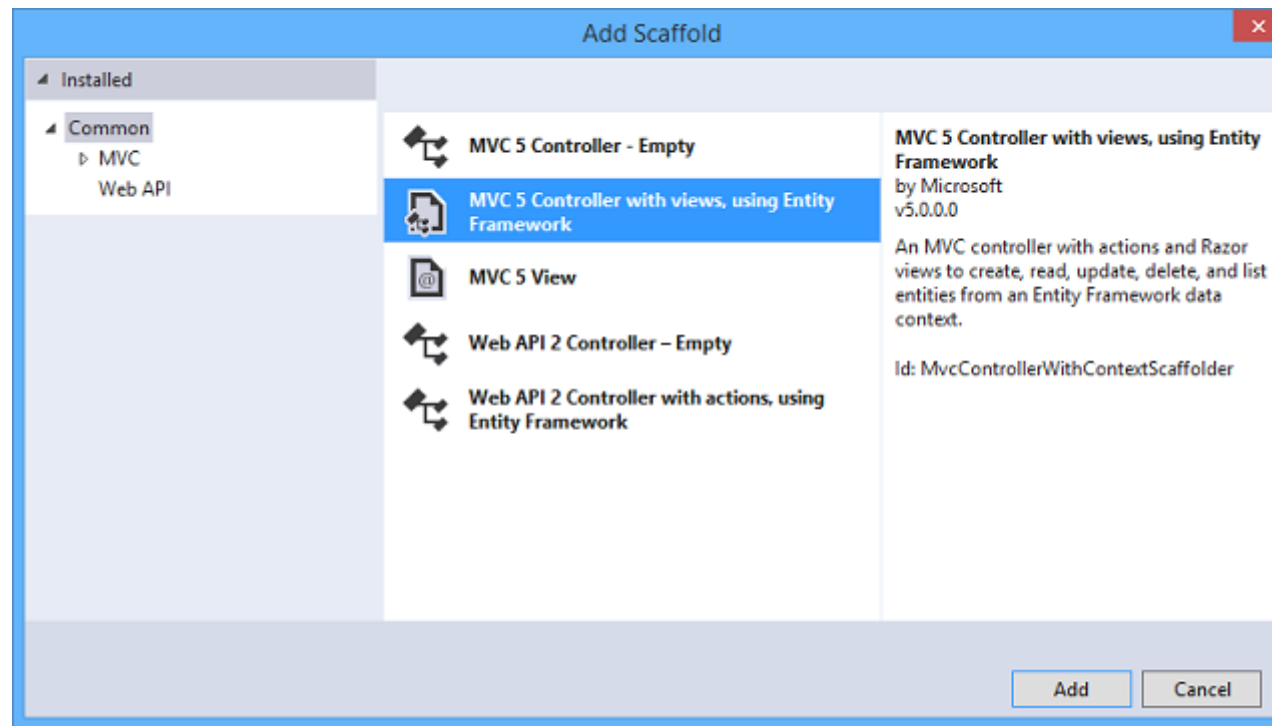 Add Scaffold
Installed
Common
MVC
Web API
MVC 5 Controller - Empty
MVC 5 Controller with views, using Entity
Framework
MVC 5 View
Web API 2 Controller – Empty
Web API 2 Controller with actions, using
Entity Framework
MVC 5 Controller with views, using Entity
Framework
by Microsoft
v5.0.0.0
An MVC controller with actions and Razor
views to create, read, update, delete, and list
entities from an Entity Framework data
context.
Id: MvcControllerWithContextScaffolder
Add
Cancel